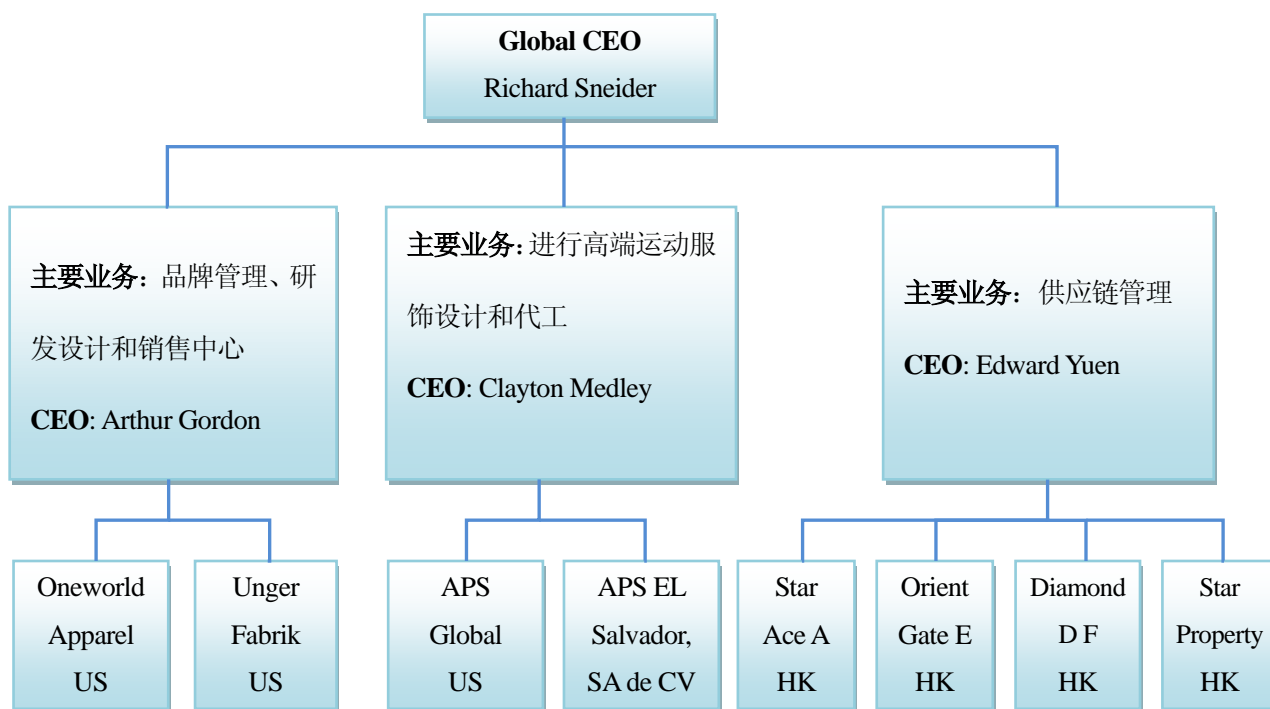 Global CEO
Richard Sneider
主要业务：品牌管理、研
发设计和销售中心
CEO: Arthur Gordon
主要业务：进行高端运动服
饰设计和代工
CEO: Clayton Medley
主要业务：供应链管理
CEO: Edward Yuen
Oneworld
Apparel
US
Unger
Fabrik
US
APS
Global
US
APS EL
Salvador,
SA de CV
Star
Ace A
HK
Orient
Gate E
HK
Diamond
D F
HK
Star
Property
HK